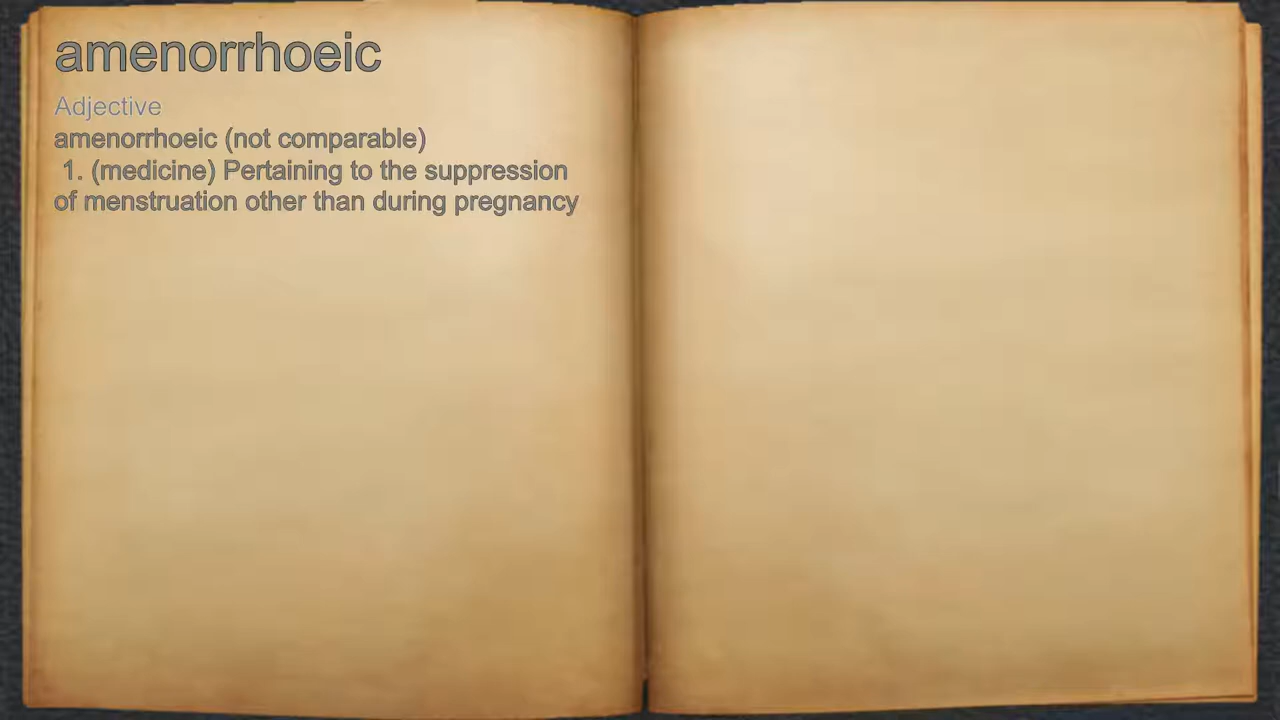 amenorrhoeic
Adjective
amenorrhoeic (not comparable)
1. (medicine) Pertaining to the suppression
of menstruation other than during pregnancy